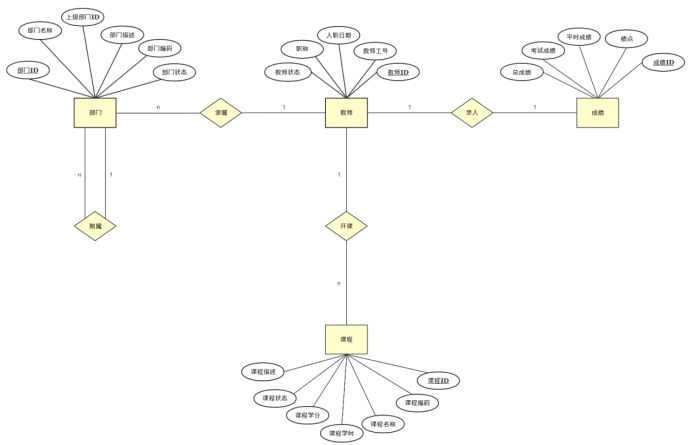 上级部门ID
部门名称
部门描述
部门编码
部门ID
部门状态
入职日期
职称
教师工号
教师状态
教师ID
平时成绩
绩点
考试成绩
成绩ID
总成绩
部门
n
隶属
1
教师
1
录入
1
成绩
n
1
1
附属
开课
n
课程
课程描述
课程ID
课程状态
课程编码
课程学分
课程名称
课程学时